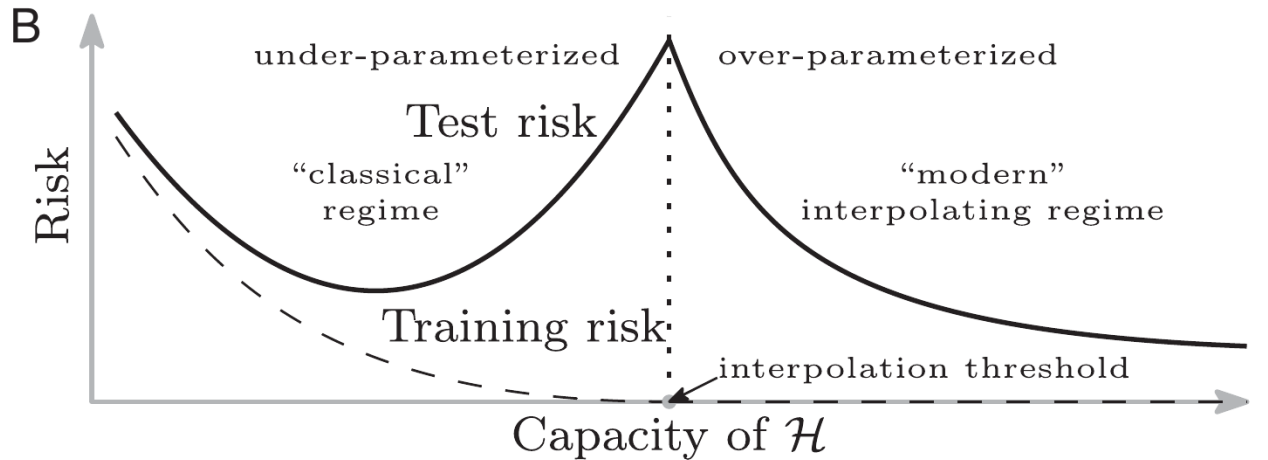 B
under-parameterized
over-parameterized
Test risk
“classical”
regime
“modern”
interpolating regime
Risk
Training risk
interpolation threshold
Capacity of ℋ